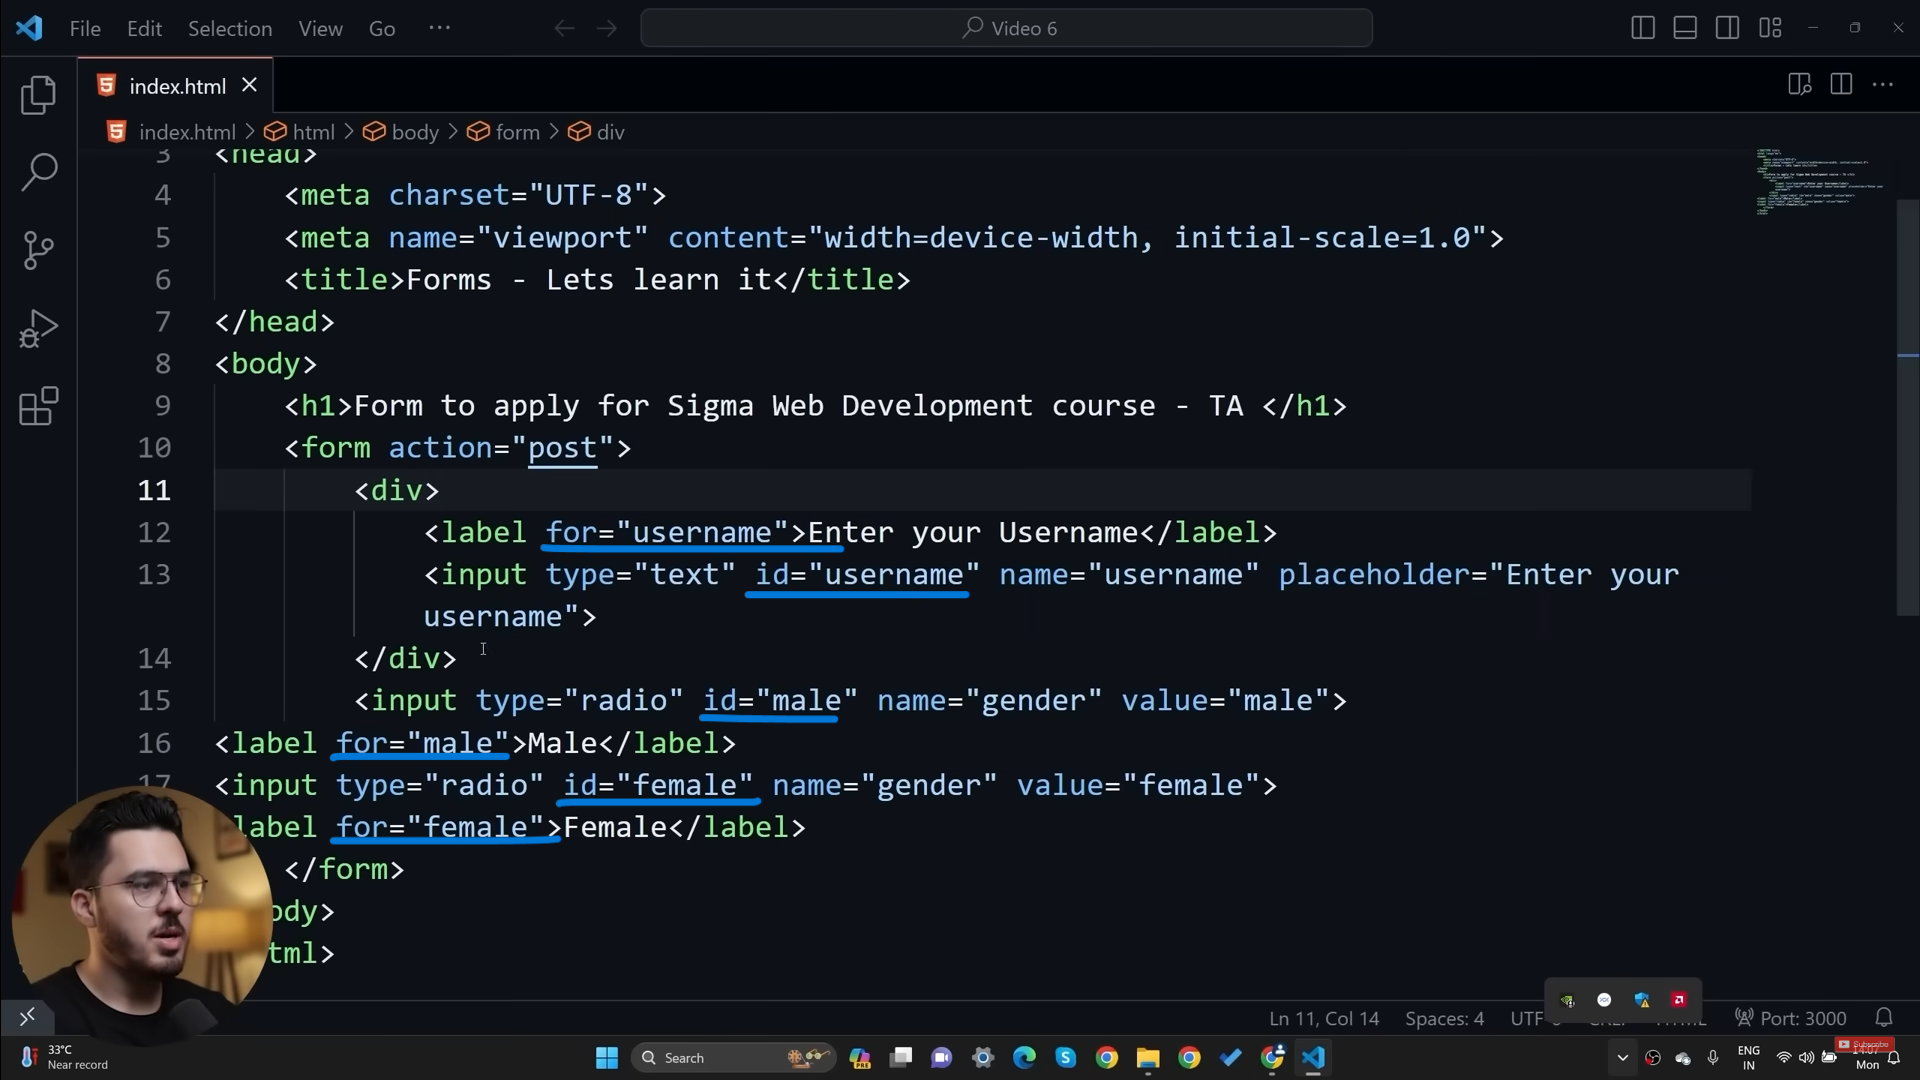 File Edit Selection View Go ··· Video 6
index.html
index.html > html > body > form > div
3 <head>
4 <meta charset="UTF-8">
5 <meta name="viewport" content="width=device-width, initial-scale=1.0">
6 <title>Forms - Lets learn it</title>
7 </head>
8 <body>
9 <h1>Form to apply for Sigma Web Development course - TA </h1>
10 <form action="post">
11 <div>
12 <label for="username">Enter your Username</label>
13 <input type="text" id="username" name="username" placeholder="Enter your
username">
14 </div>
15 <input type="radio" id="male" name="gender" value="male">
16 <label for="male">Male</label>
17 <input type="radio" id="female" name="gender" value="female">
label for="female">Female</label>
</form>
ody>
tml>
Ln 11, Col 14 Spaces: 4 Port: 3000
33°C
Near record
Search
PRE
ENG
IN
Subscribe
14:07
Mon